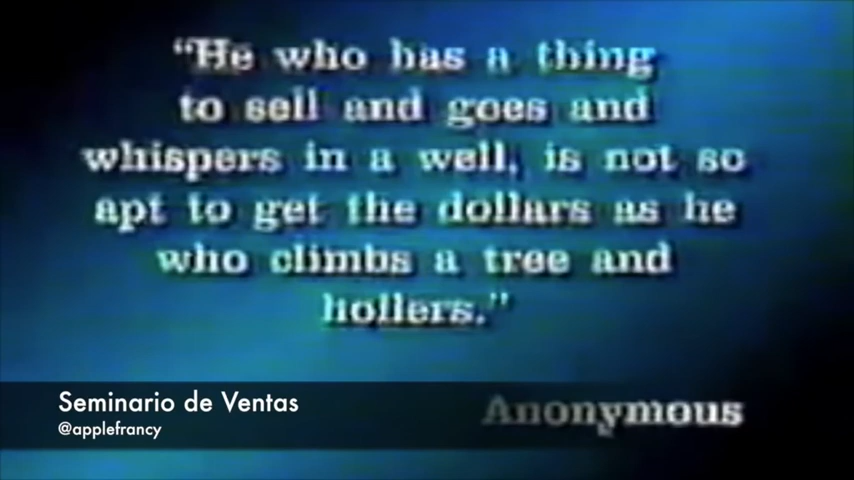 “He who has a thing
to sell and goes and
whispers in a well, is not so
apt to get the dollars as he
who climbs a tree and
hollers.”
Anonymous
Seminario de Ventas
@applefrancy